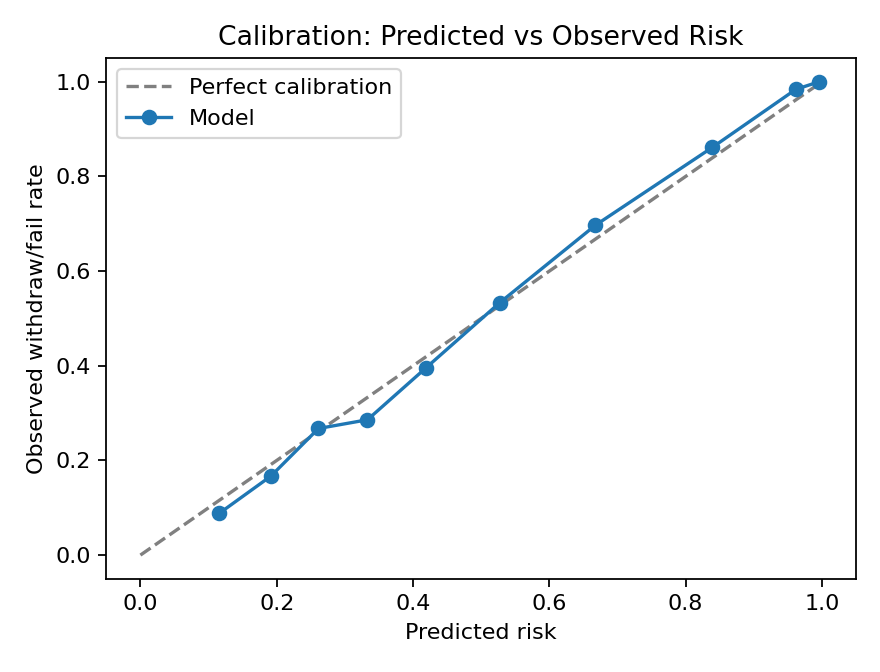 Calibration: Predicted vs Observed Risk
Perfect calibration
Model
Observed withdraw/fail rate
1.0
0.8
0.6
0.4
0.2
0.0
0.0 0.2 0.4 0.6 0.8 1.0
Predicted risk